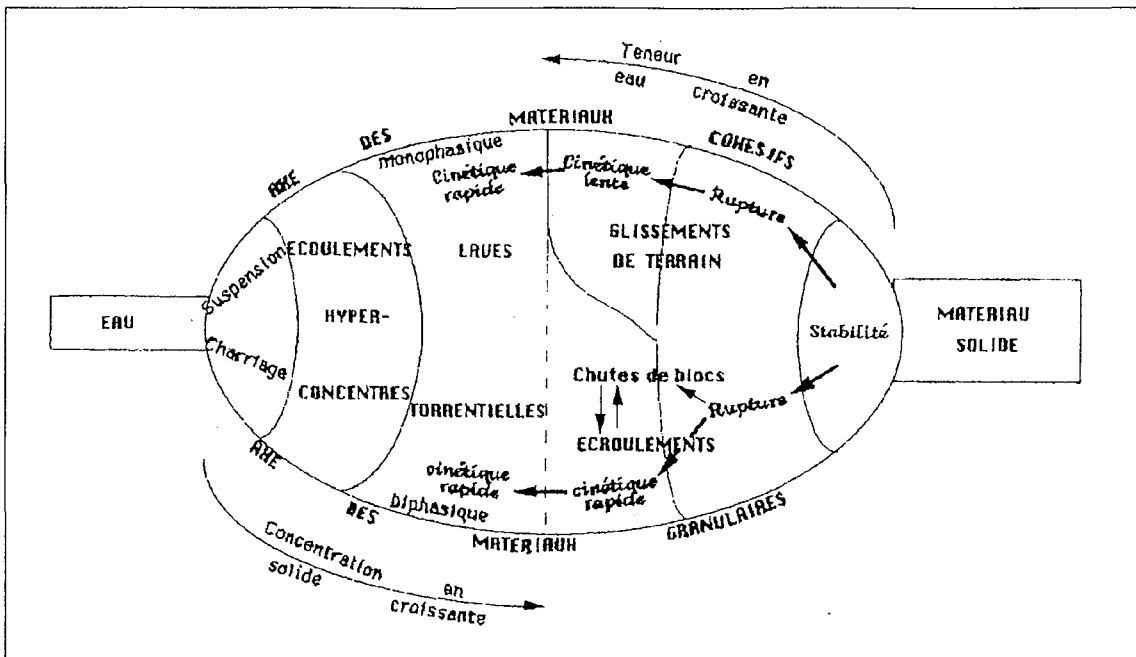 Teneur en
eau croissante
AXE DES MATERIAUX COHESIFS
monophasique
Cinétique
rapide
Cinétique
lente
Rupture
Suspension
ECOULEMENTS
LAVES
GLISSEMENTS
DE TERRAIN
EAU
HYPER-
Stabilité
MATERIAU
SOLIDE
Charriage
CONCENTRES
TORRENTIELLES
Chutes de blocs
Rupture
ECROULEMENTS
cinétique
rapide
cinétique
rapide
biphasique
AXE DES MATERIAUX GRANULAIRES
Concentration en
solide croissante